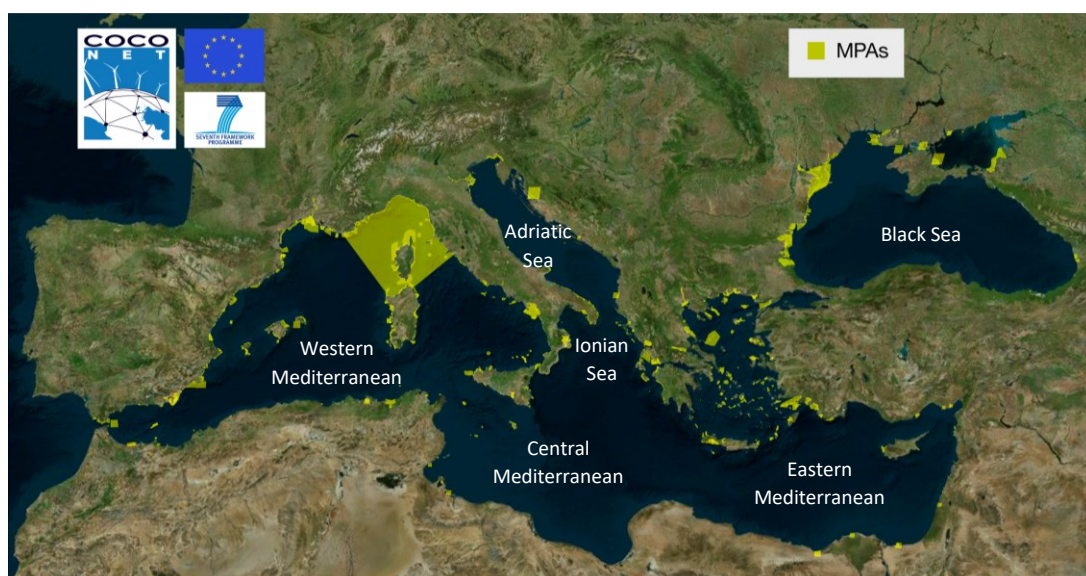 COCO
NET
SEVENTH FRAMEWORK
PROGRAMME
MPAs
Adriatic
Sea
Black Sea
Western
Mediterranean
Ionian
Sea
Central
Mediterranean
Eastern
Mediterranean